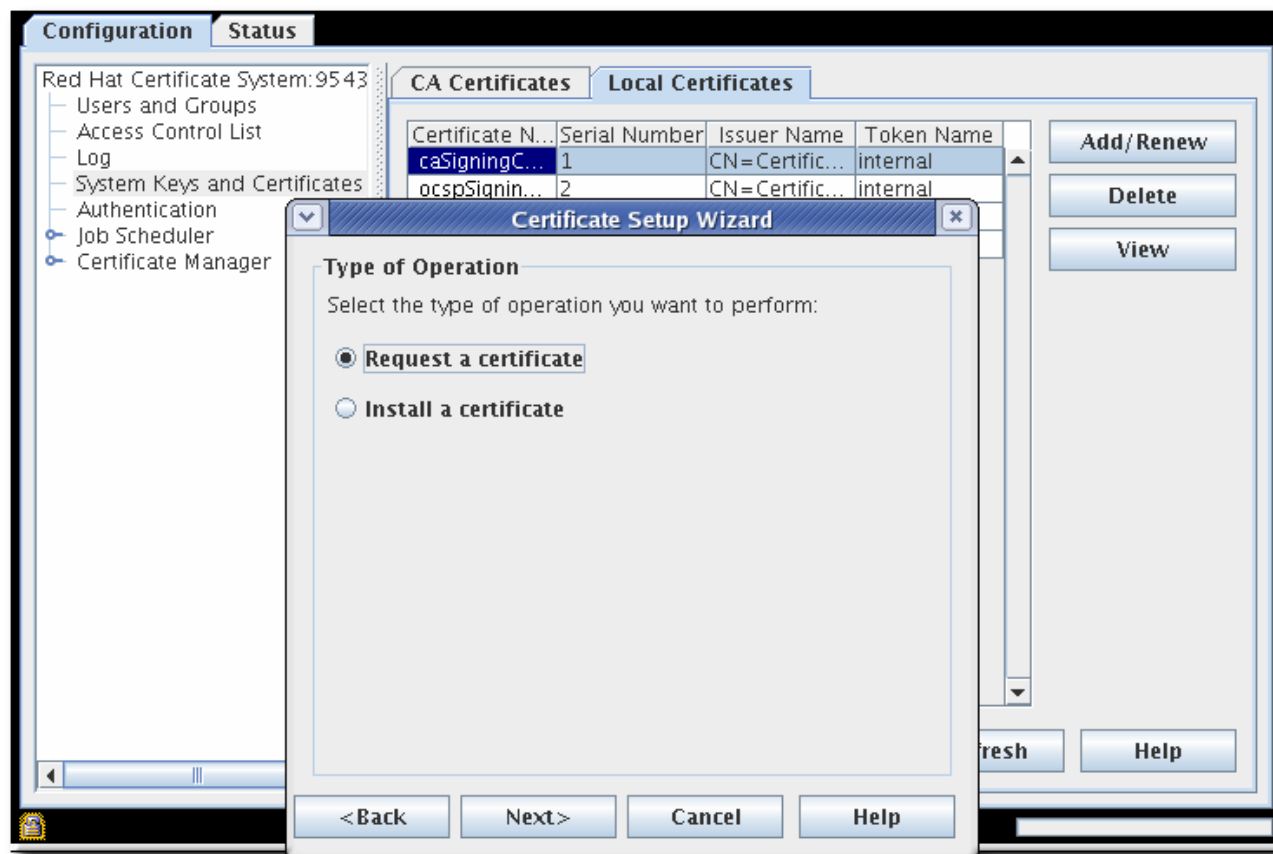 Configuration Status
Red Hat Certificate System:9543
Users and Groups
Access Control List
Log
System Keys and Certificates
Authentication
Job Scheduler
Certificate Manager
CA Certificates Local Certificates
Certificate N... Serial Number Issuer Name Token Name
caSigningC... 1 CN=Certific... internal
ocspSignin... 2 CN=Certific... internal
Add/Renew
Delete
View
Certificate Setup Wizard
Type of Operation
Select the type of operation you want to perform:
Request a certificate
Install a certificate
<Back Next> Cancel Help
fresh Help